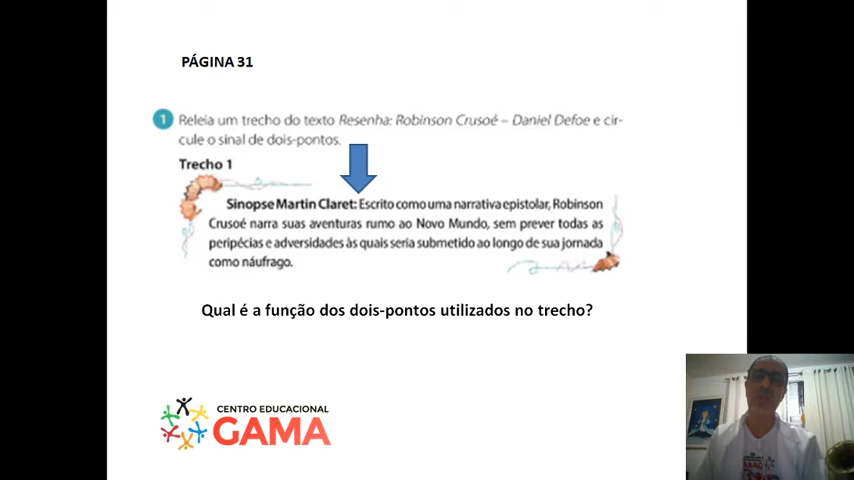 PÁGINA 31
1 Releia um trecho do texto Resenha: Robinson Crusoé – Daniel Defoe e cir-
cule o sinal de dois-pontos.
Trecho 1
Sinopse Martin Claret: Escrito como uma narrativa epistolar, Robinson
Crusoé narra suas aventuras rumo ao Novo Mundo, sem prever todas as
peripécias e adversidades às quais seria submetido ao longo de sua jornada
como náufrago.
Qual é a função dos dois-pontos utilizados no trecho?
CENTRO EDUCACIONAL
GAMA